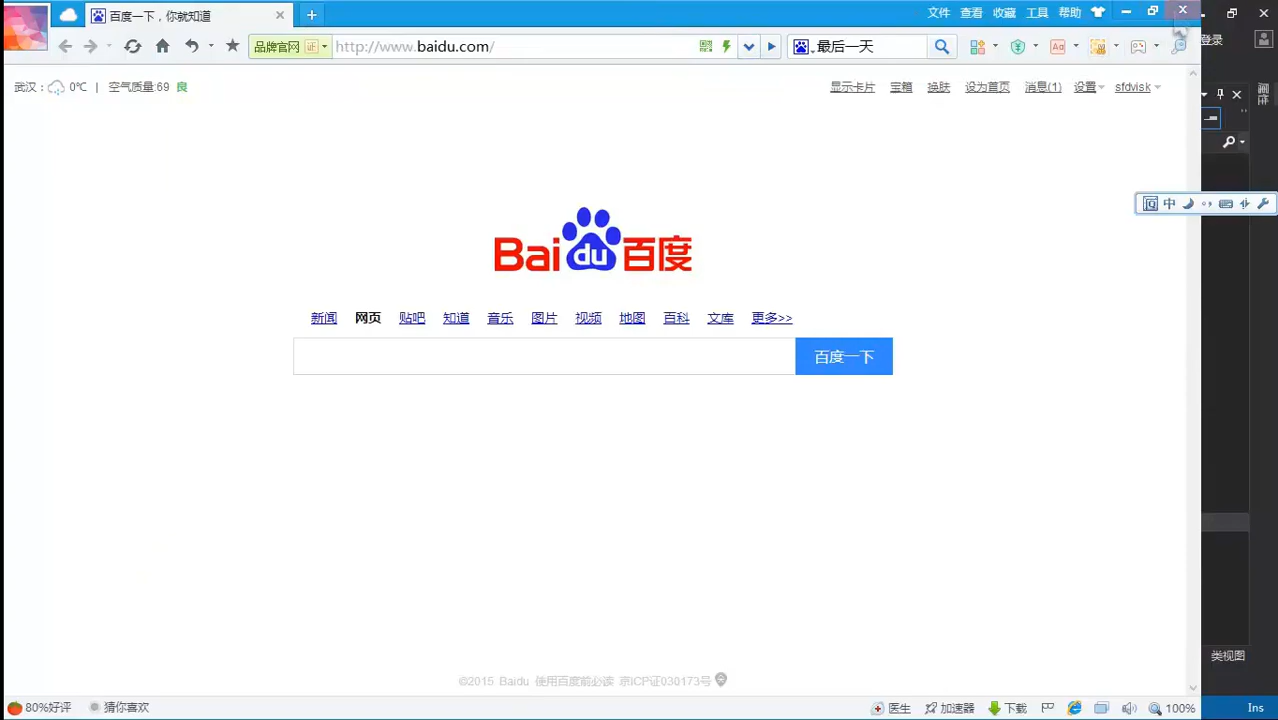 百度一下，你就知道
文件 查看 收藏 工具 帮助
登录
品牌官网 证 http://www.baidu.com/ 最后一天
武汉： 0℃ | 空气质量:69 良
显示卡片 宝箱 换肤 设为首页 消息(1) 设置 sfdvisk
中
Bai du 百度
新闻 网页 贴吧 知道 音乐 图片 视频 地图 百科 文库 更多>>
百度一下
类视图
©2015 Baidu 使用百度前必读 京ICP证030173号
80%好评 猜你喜欢 医生 加速器 下载 100% Ins